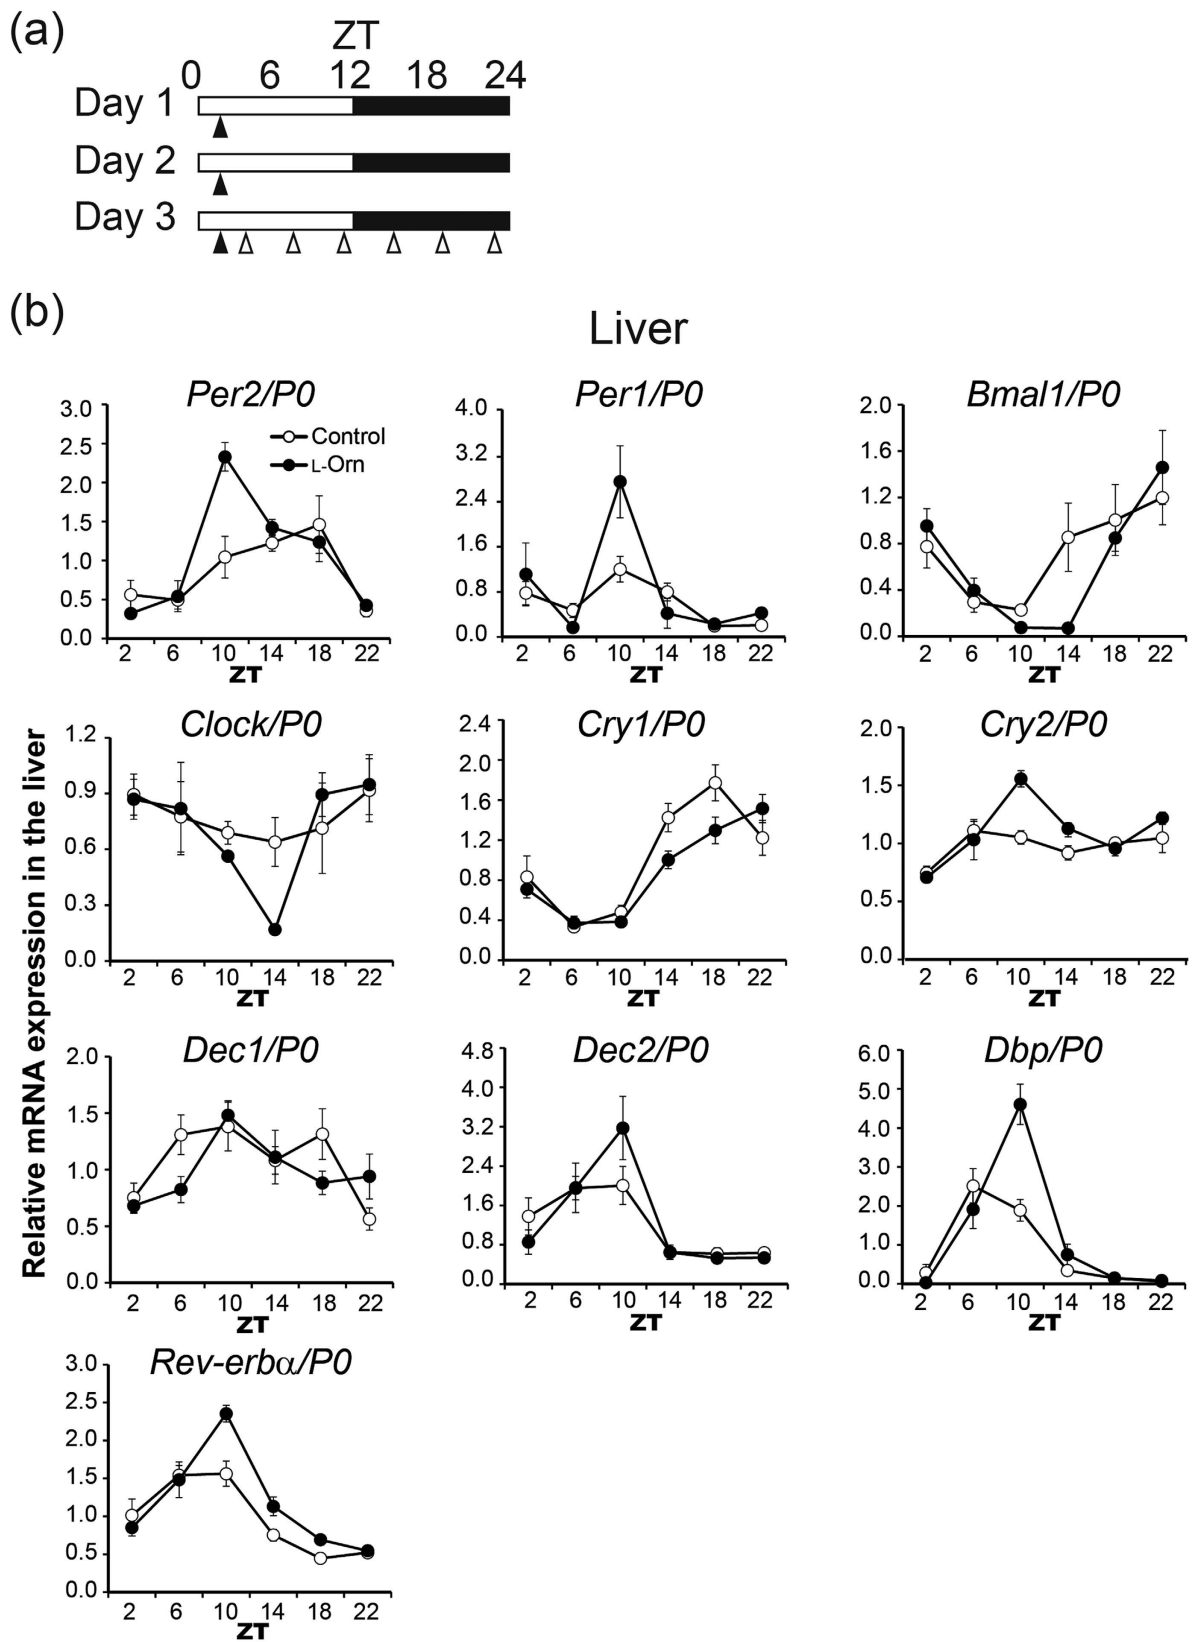 (a)
ZT
0 6 12 18 24
Day 1
Day 2
Day 3
(b)
Liver
Relative mRNA expression in the liver
Per2/P0
Control
L-Orn
3.0
2.5
2.0
1.5
1.0
0.5
0.0
2 6 10 14 18 22
ZT
Per1/P0
4.0
3.2
2.4
1.6
0.8
0.0
2 6 10 14 18 22
ZT
Bmal1/P0
2.0
1.6
1.2
0.8
0.4
0.0
2 6 10 14 18 22
ZT
Clock/P0
1.2
0.9
0.6
0.3
0.0
2 6 10 14 18 22
ZT
Cry1/P0
2.4
2.0
1.6
1.2
0.8
0.4
0.0
2 6 10 14 18 22
ZT
Cry2/P0
2.0
1.5
1.0
0.5
0.0
2 6 10 14 18 22
ZT
Dec1/P0
2.0
1.5
1.0
0.5
0.0
2 6 10 14 18 22
ZT
Dec2/P0
4.8
4.0
3.2
2.4
1.6
0.8
0.0
2 6 10 14 18 22
ZT
Dbp/P0
6.0
5.0
4.0
3.0
2.0
1.0
0.0
2 6 10 14 18 22
ZT
Rev-erbα/P0
3.0
2.5
2.0
1.5
1.0
0.5
0.0
2 6 10 14 18 22
ZT